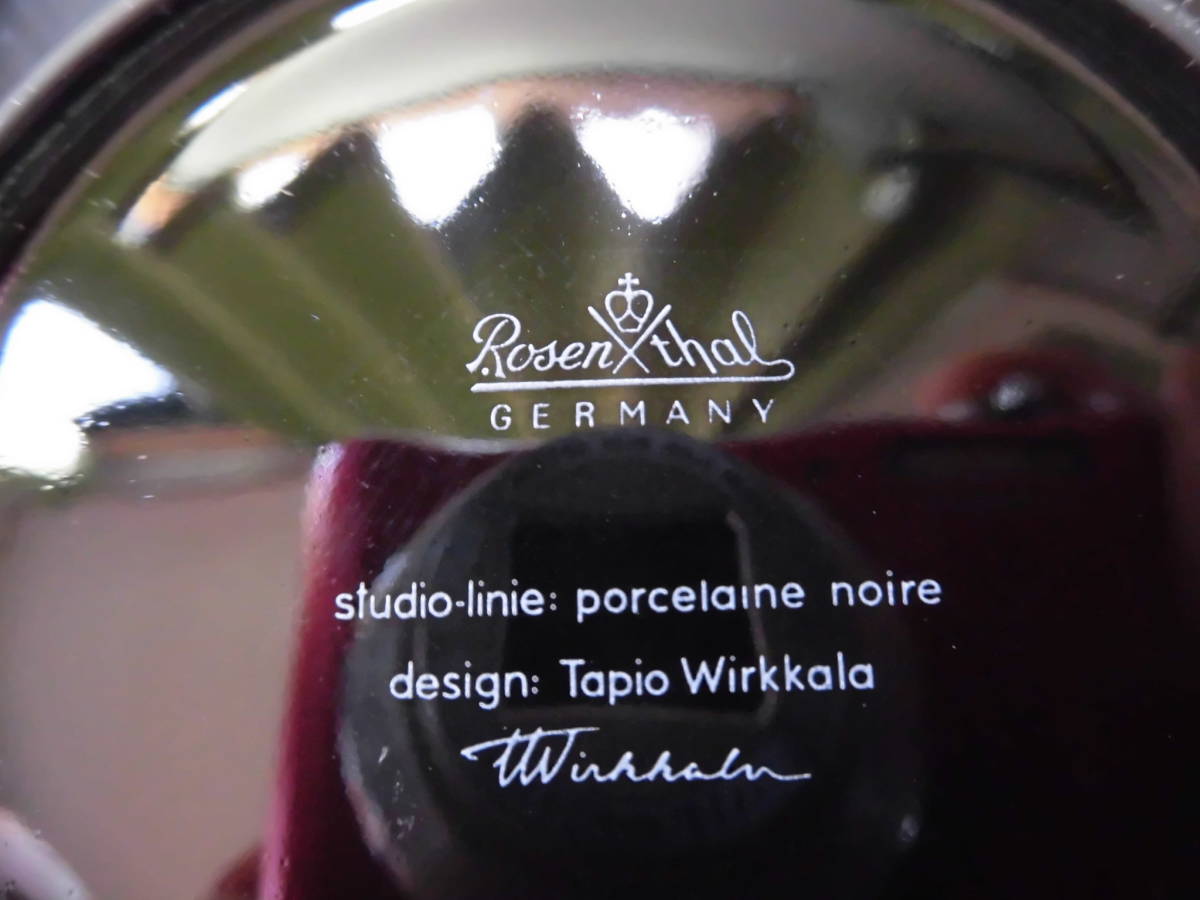 Rosenthal
GERMANY
studio-linie: porcelaine noire
design: Tapio Wirkkala
TWirkkala